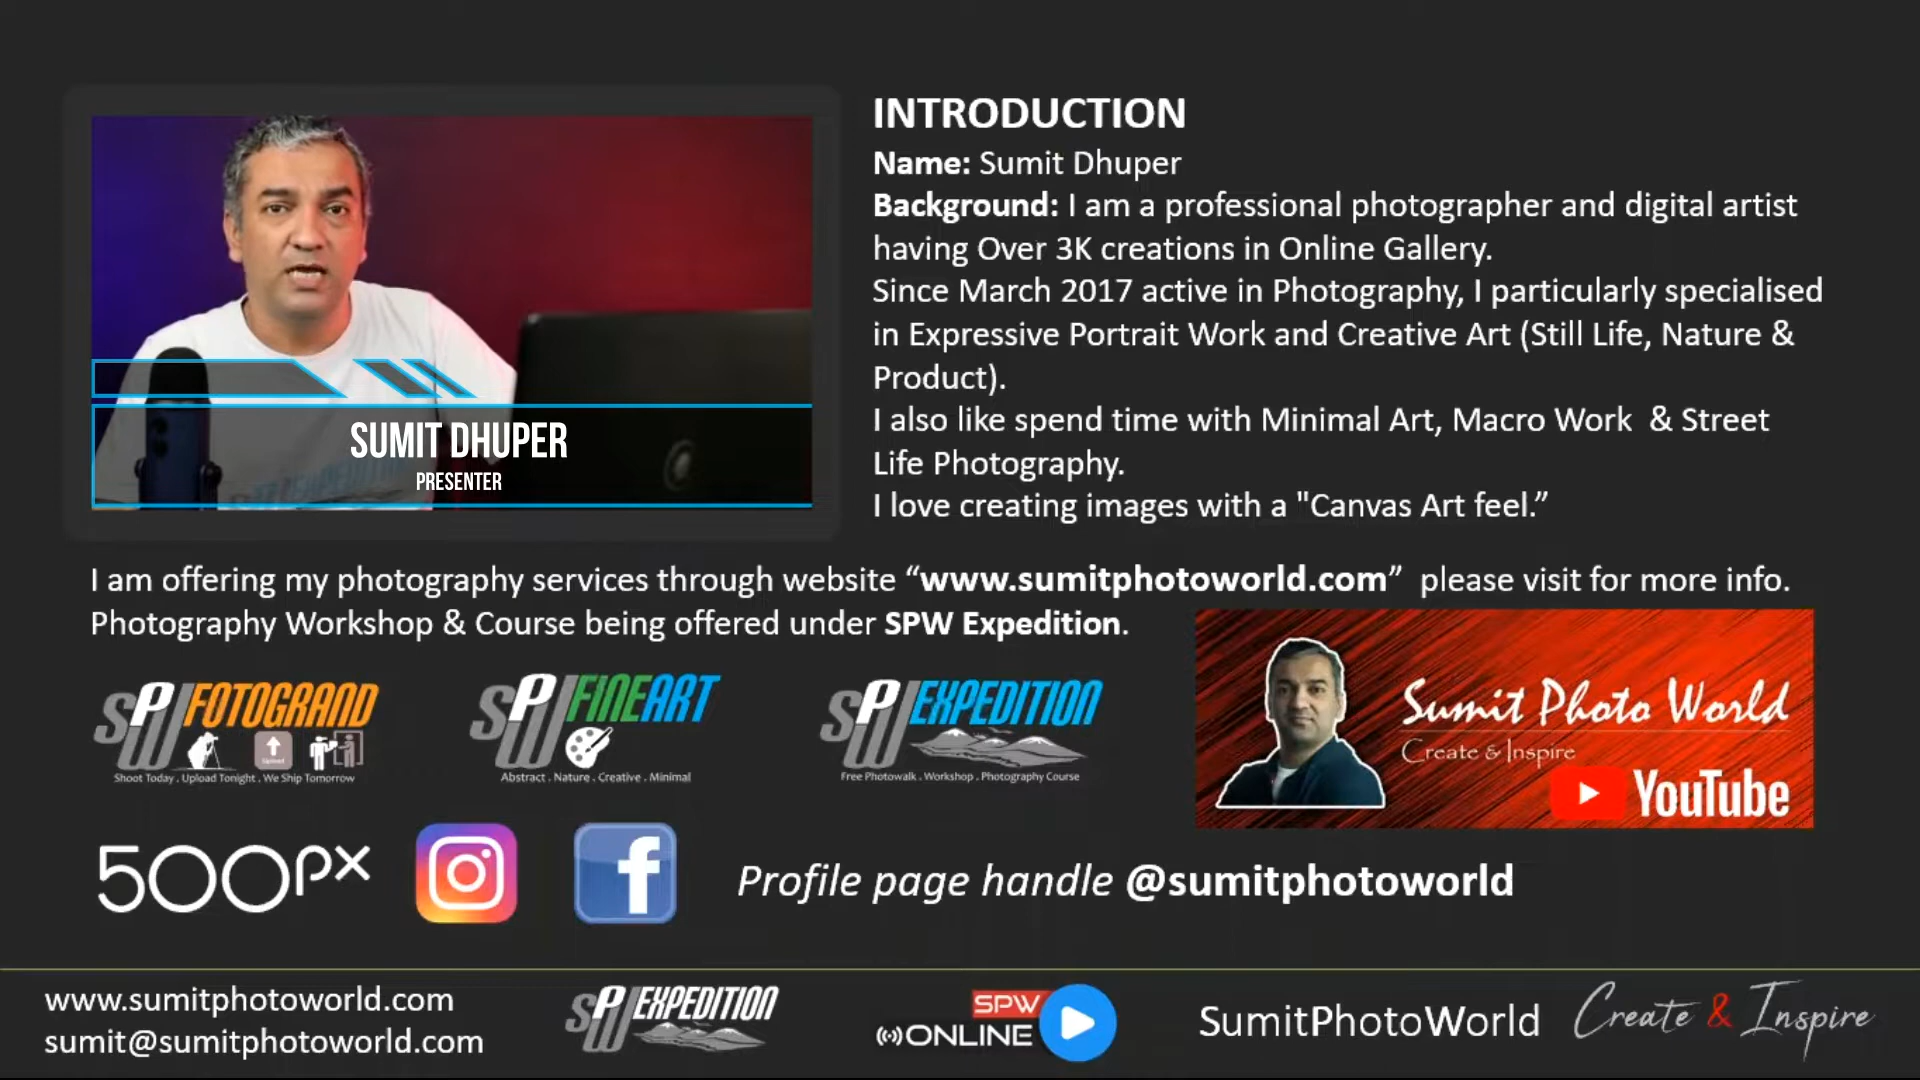 INTRODUCTION
Name: Sumit Dhuper
Background: I am a professional photographer and digital artist
having Over 3K creations in Online Gallery.
Since March 2017 active in Photography, I particularly specialised
in Expressive Portrait Work and Creative Art (Still Life, Nature &
Product).
I also like spend time with Minimal Art, Macro Work & Street
Life Photography.
I love creating images with a "Canvas Art feel.”
SUMIT DHUPER
PRESENTER
I am offering my photography services through website “www.sumitphotoworld.com” please visit for more info.
Photography Workshop & Course being offered under SPW Expedition.
SPW FOTOGRAND
Upload
Shoot Today . Upload Tonight . We Ship Tomorrow
SPW FINEART
Abstract . Nature . Creative . Minimal
SPW EXPEDITION
Free Photowalk . Workshop . Photography Course
Sumit Photo World
Create & Inspire
YouTube
500px
f
Profile page handle @sumitphotoworld
www.sumitphotoworld.com
sumit@sumitphotoworld.com
SPW EXPEDITION
SPW
ONLINE
SumitPhotoWorld
Create & Inspire